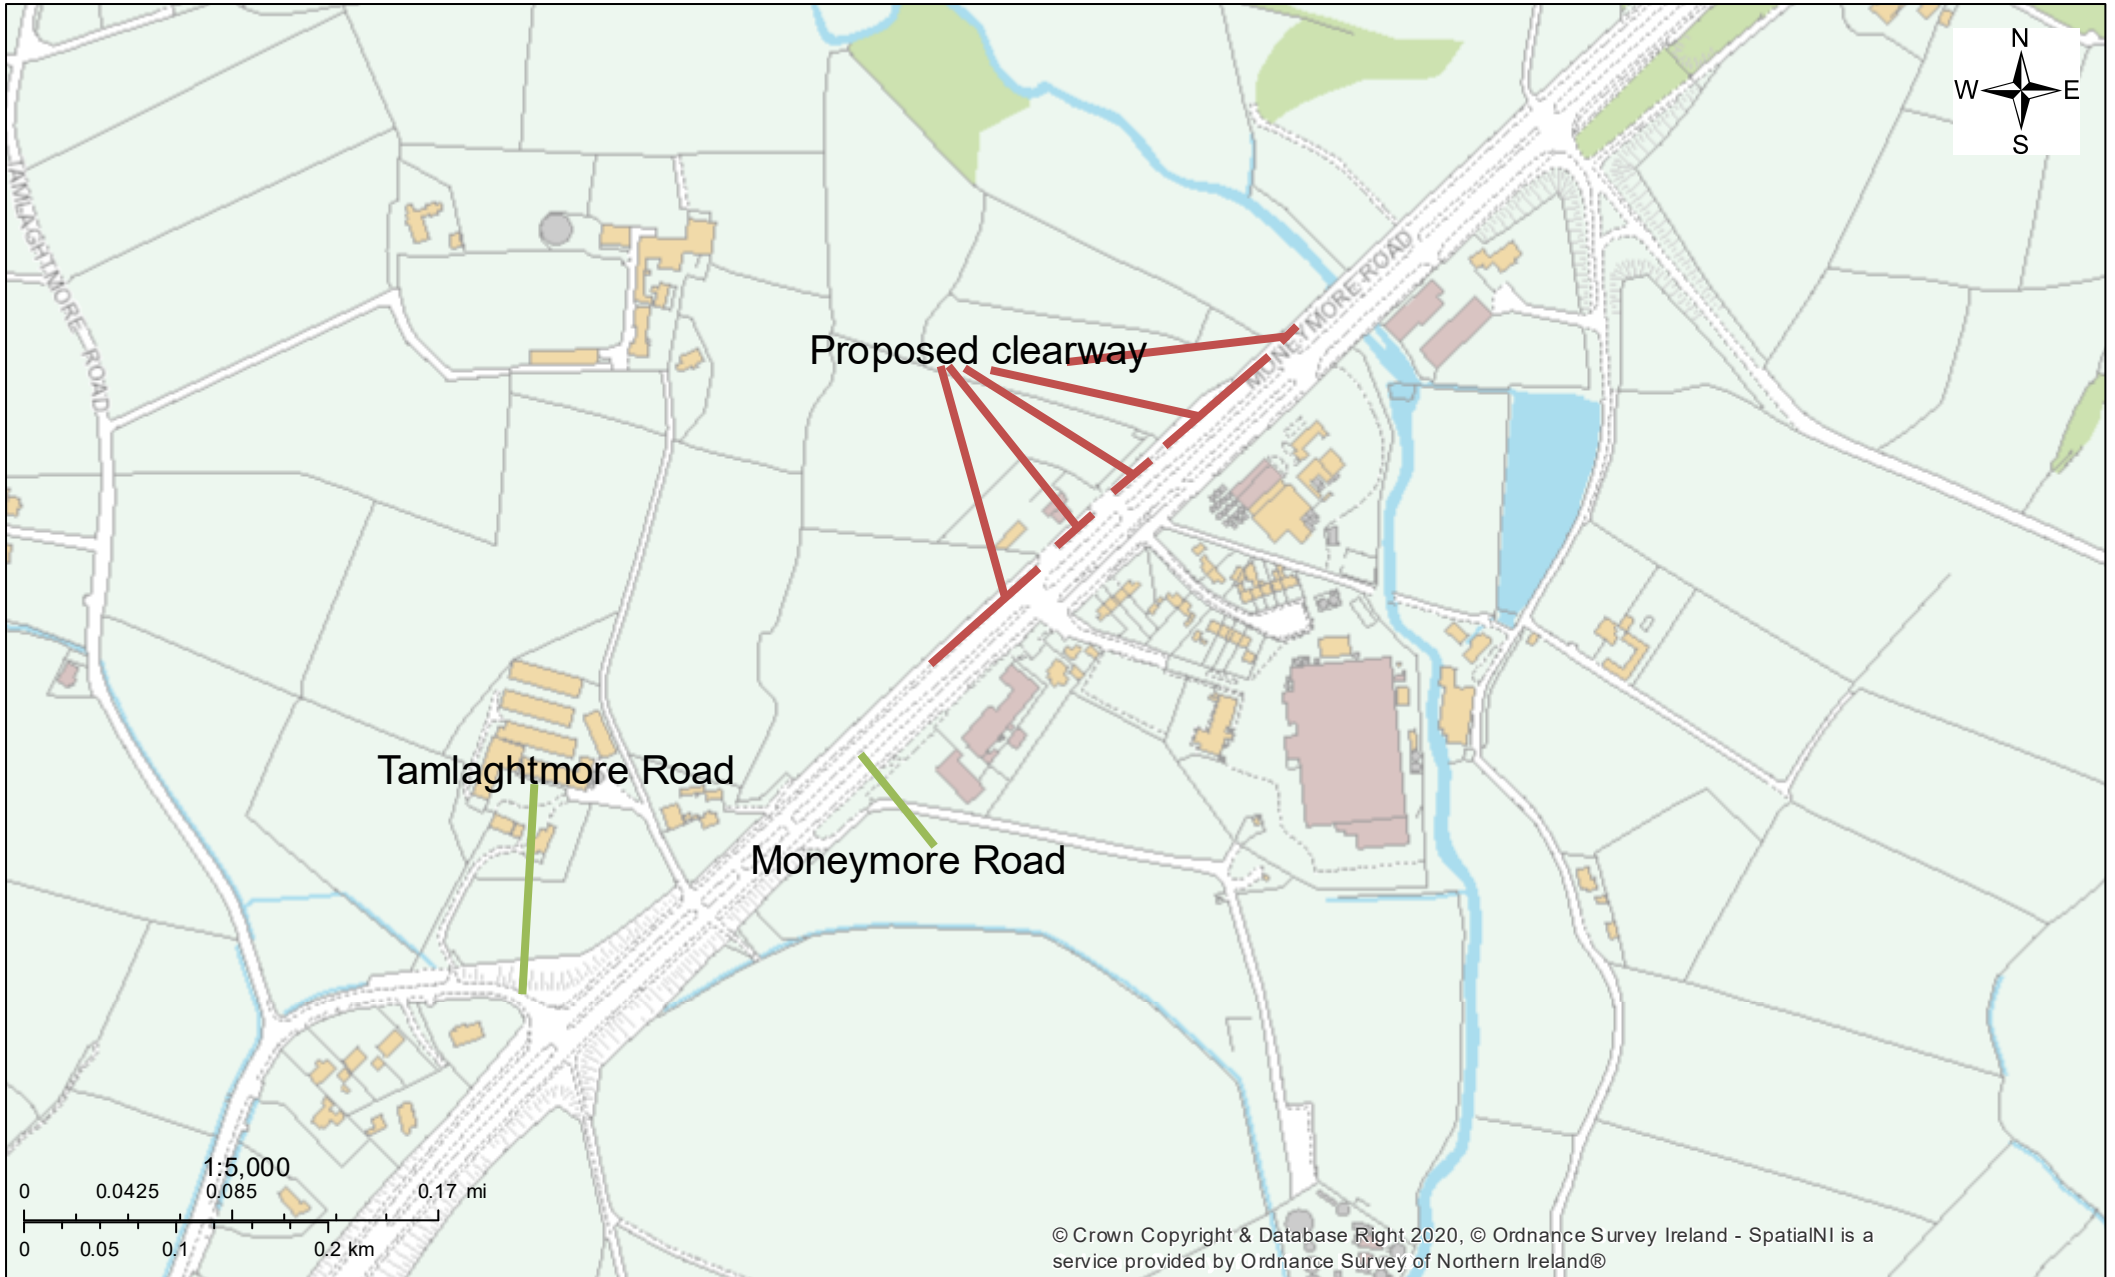 N
W E
S
TAMLAGHTMORE ROAD
MONEYMORE ROAD
Proposed clearway
Tamlaghtmore Road
Moneymore Road
1:5,000
0 0.0425 0.085 0.17 mi
0 0.05 0.1 0.2 km
© Crown Copyright & Database Right 2020, © Ordnance Survey Ireland - SpatialNI is a
service provided by Ordnance Survey of Northern Ireland®